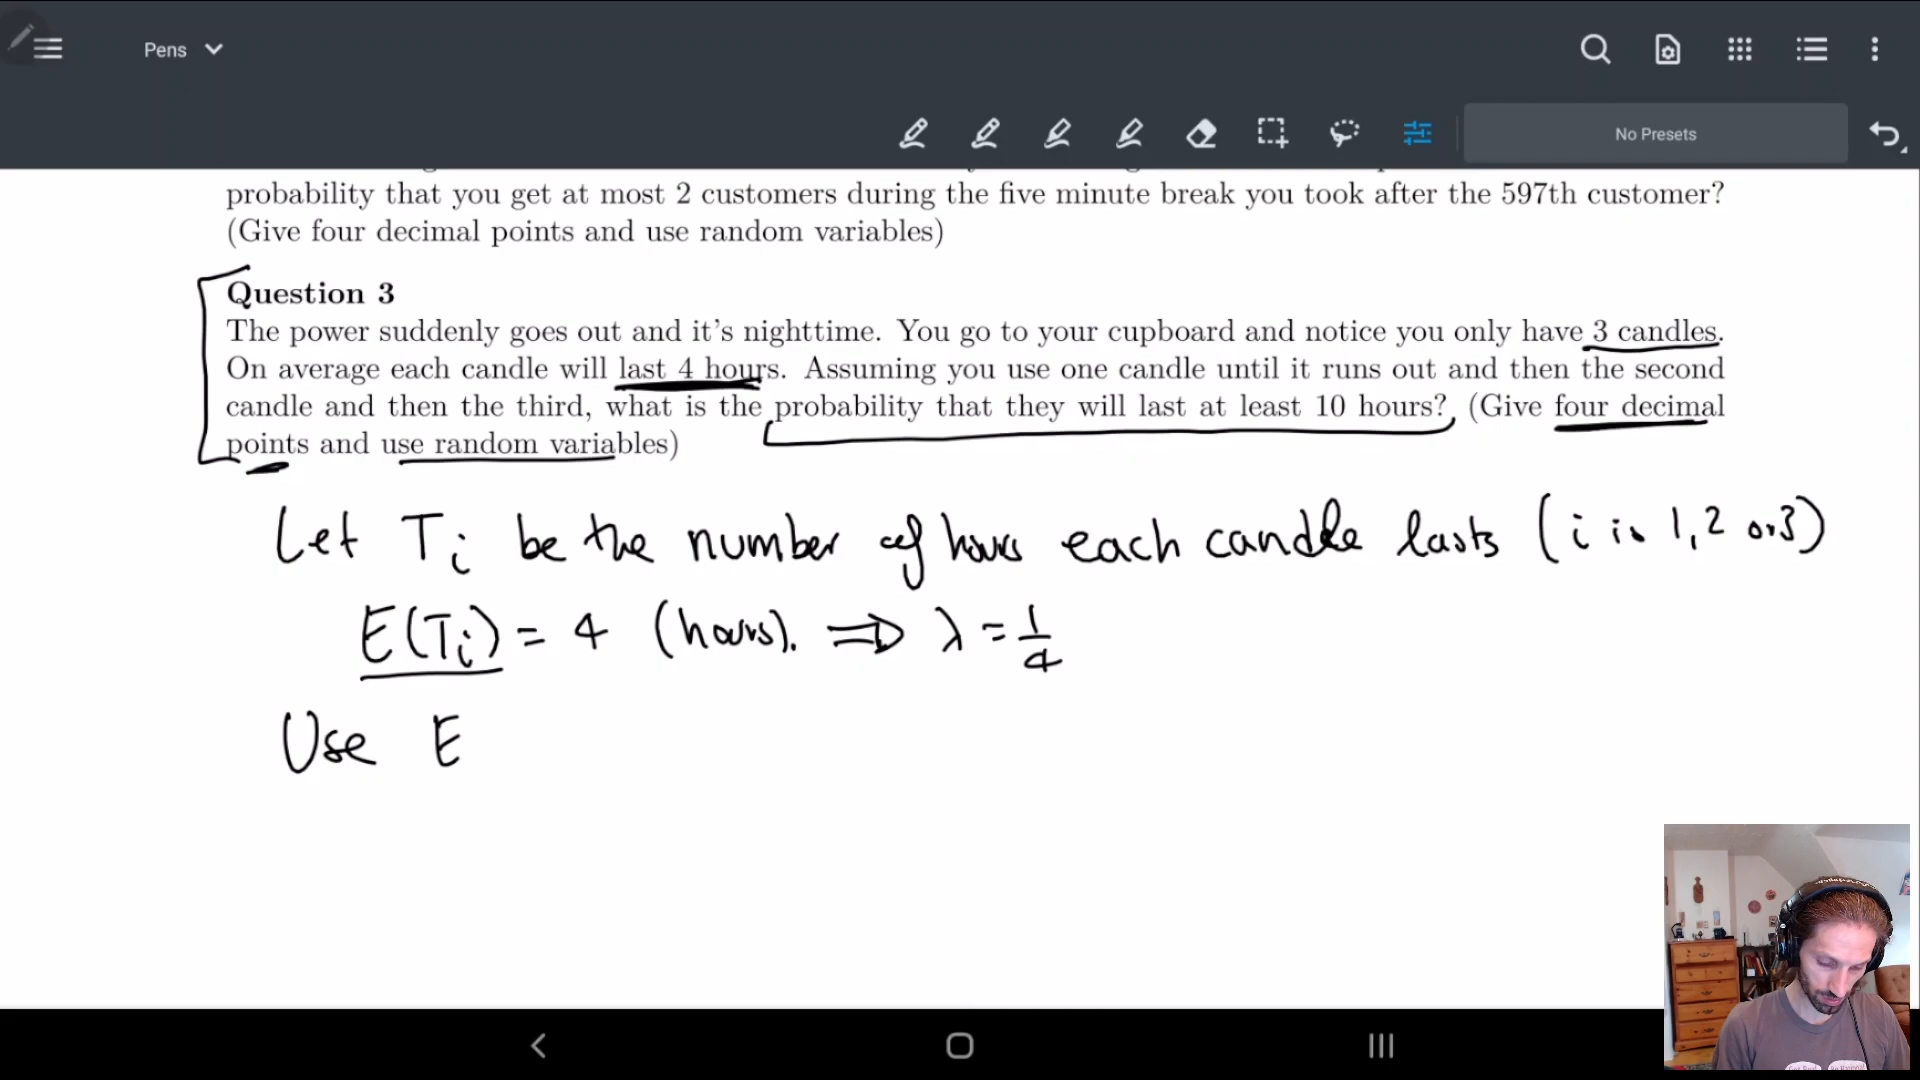 Pens
No Presets
probability that you get at most 2 customers during the five minute break you took after the 597th customer?
(Give four decimal points and use random variables)
Question 3
The power suddenly goes out and it's nighttime. You go to your cupboard and notice you only have 3 candles.
On average each candle will last 4 hours. Assuming you use one candle until it runs out and then the second
candle and then the third, what is the probability that they will last at least 10 hours? (Give four decimal
points and use random variables)
Let Ti be the number of hours each candle lasts (i is 1,2 or 3)
E(Ti) = 4 (hours). ⇒ λ = 1/4
Use E